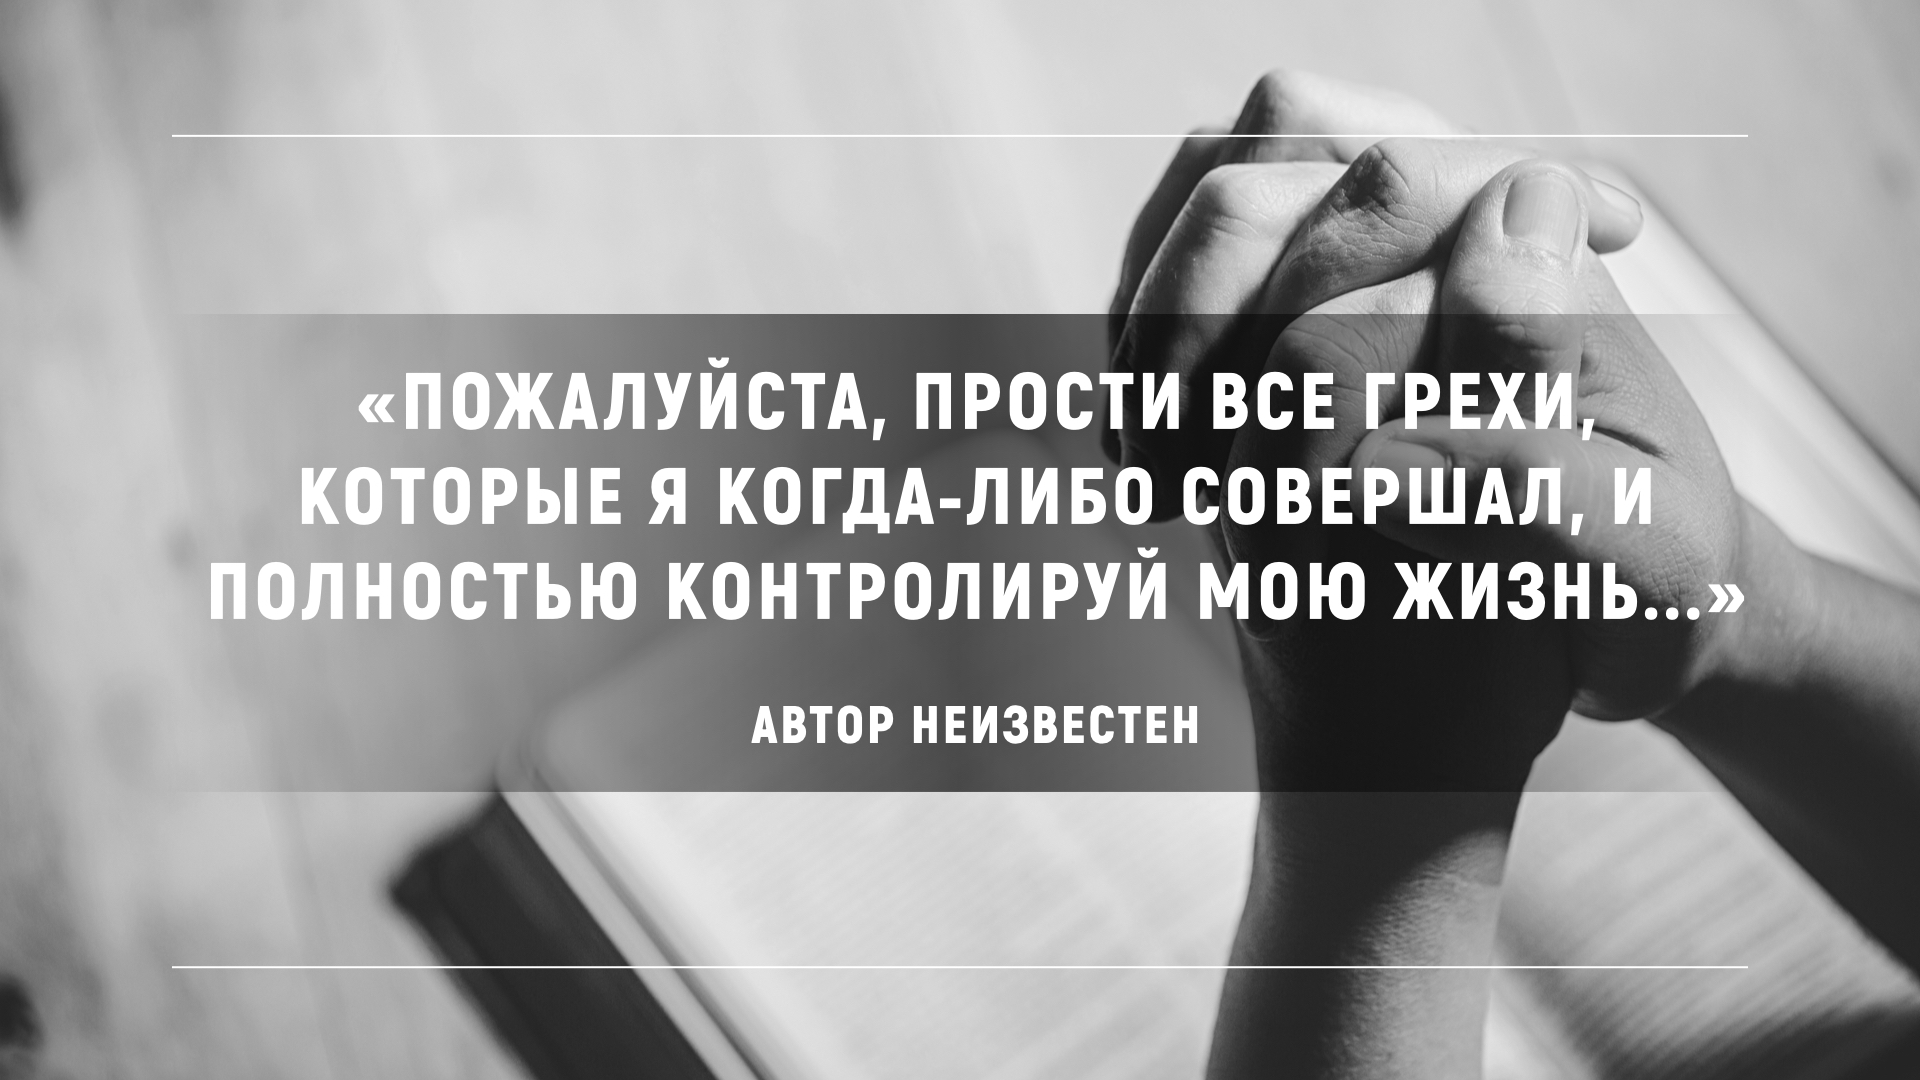 «ПОЖАЛУЙСТА, ПРОСТИ ВСЕ ГРЕХИ,
КОТОРЫЕ Я КОГДА-ЛИБО СОВЕРШАЛ, И
ПОЛНОСТЬЮ КОНТРОЛИРУЙ МОЮ ЖИЗНЬ...»
АВТОР НЕИЗВЕСТЕН